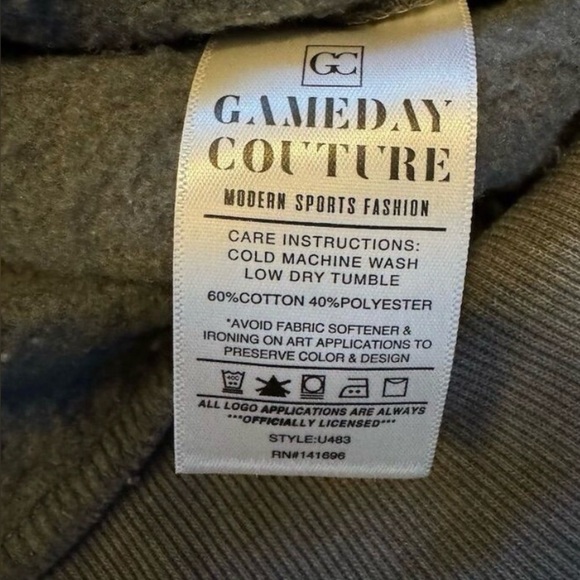 GC
GAMEDAY
COUTURE
MODERN SPORTS FASHION
CARE INSTRUCTIONS:
COLD MACHINE WASH
LOW DRY TUMBLE
60%COTTON 40%POLYESTER
*AVOID FABRIC SOFTENER &
IRONING ON ART APPLICATIONS TO
PRESERVE COLOR & DESIGN
40C
ALL LOGO APPLICATIONS ARE ALWAYS
***OFFICIALLY LICENSED***
STYLE:U483
RN#141696